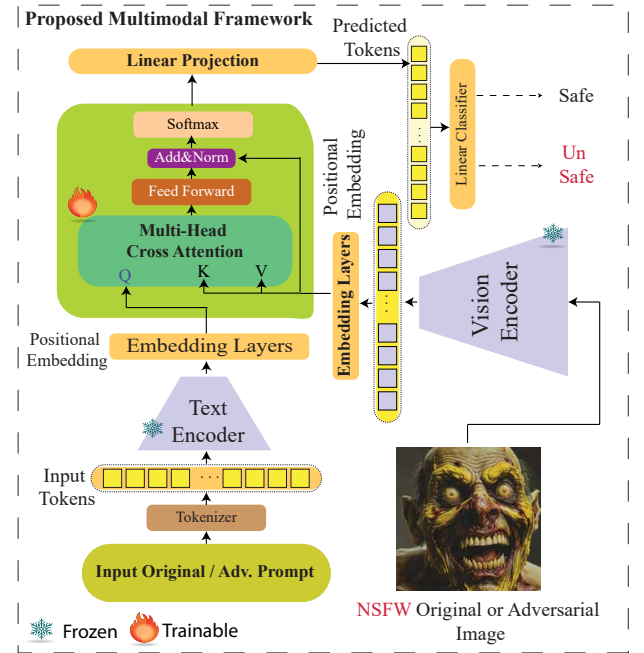 Proposed Multimodal Framework
Predicted
Tokens
Linear Projection
Softmax
Add&Norm
Feed Forward
Multi-Head
Cross Attention
Q
K
V
Linear Classifier
Safe
Un
Safe
Positional
Embedding
Embedding Layers
Vision
Encoder
Positional
Embedding
Embedding Layers
Text
Encoder
Input
Tokens
...
...
...
Tokenizer
Input Original / Adv. Prompt
NSFW Original or Adversarial
Image
Frozen
Trainable